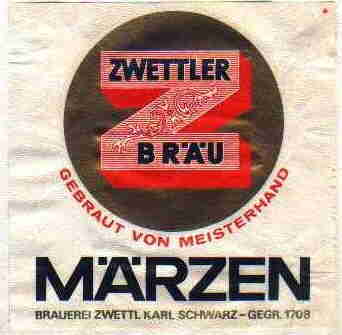 ZWETTLER
BRÄU
GEBRAUT VON MEISTERHAND
MÄRZEN
BRAUEREI ZWETTL KARL SCHWARZ – GEGR. 1708